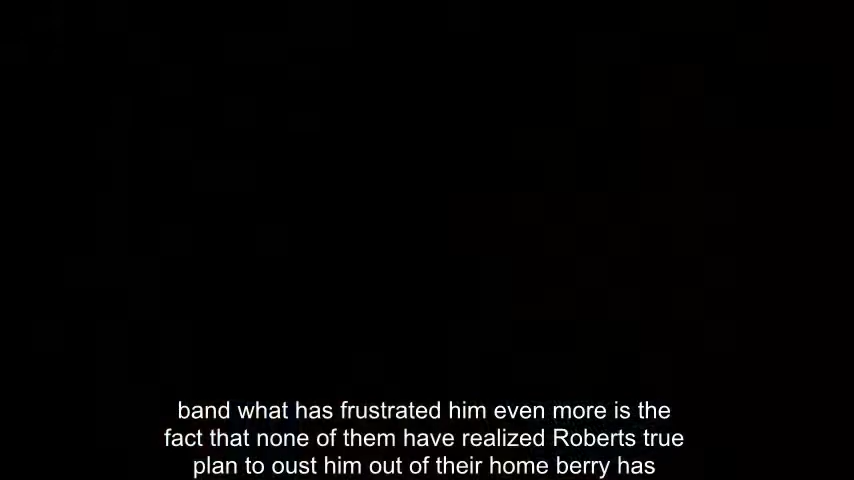 band what has frustrated him even more is the
fact that none of them have realized Roberts true
plan to oust him out of their home berry has